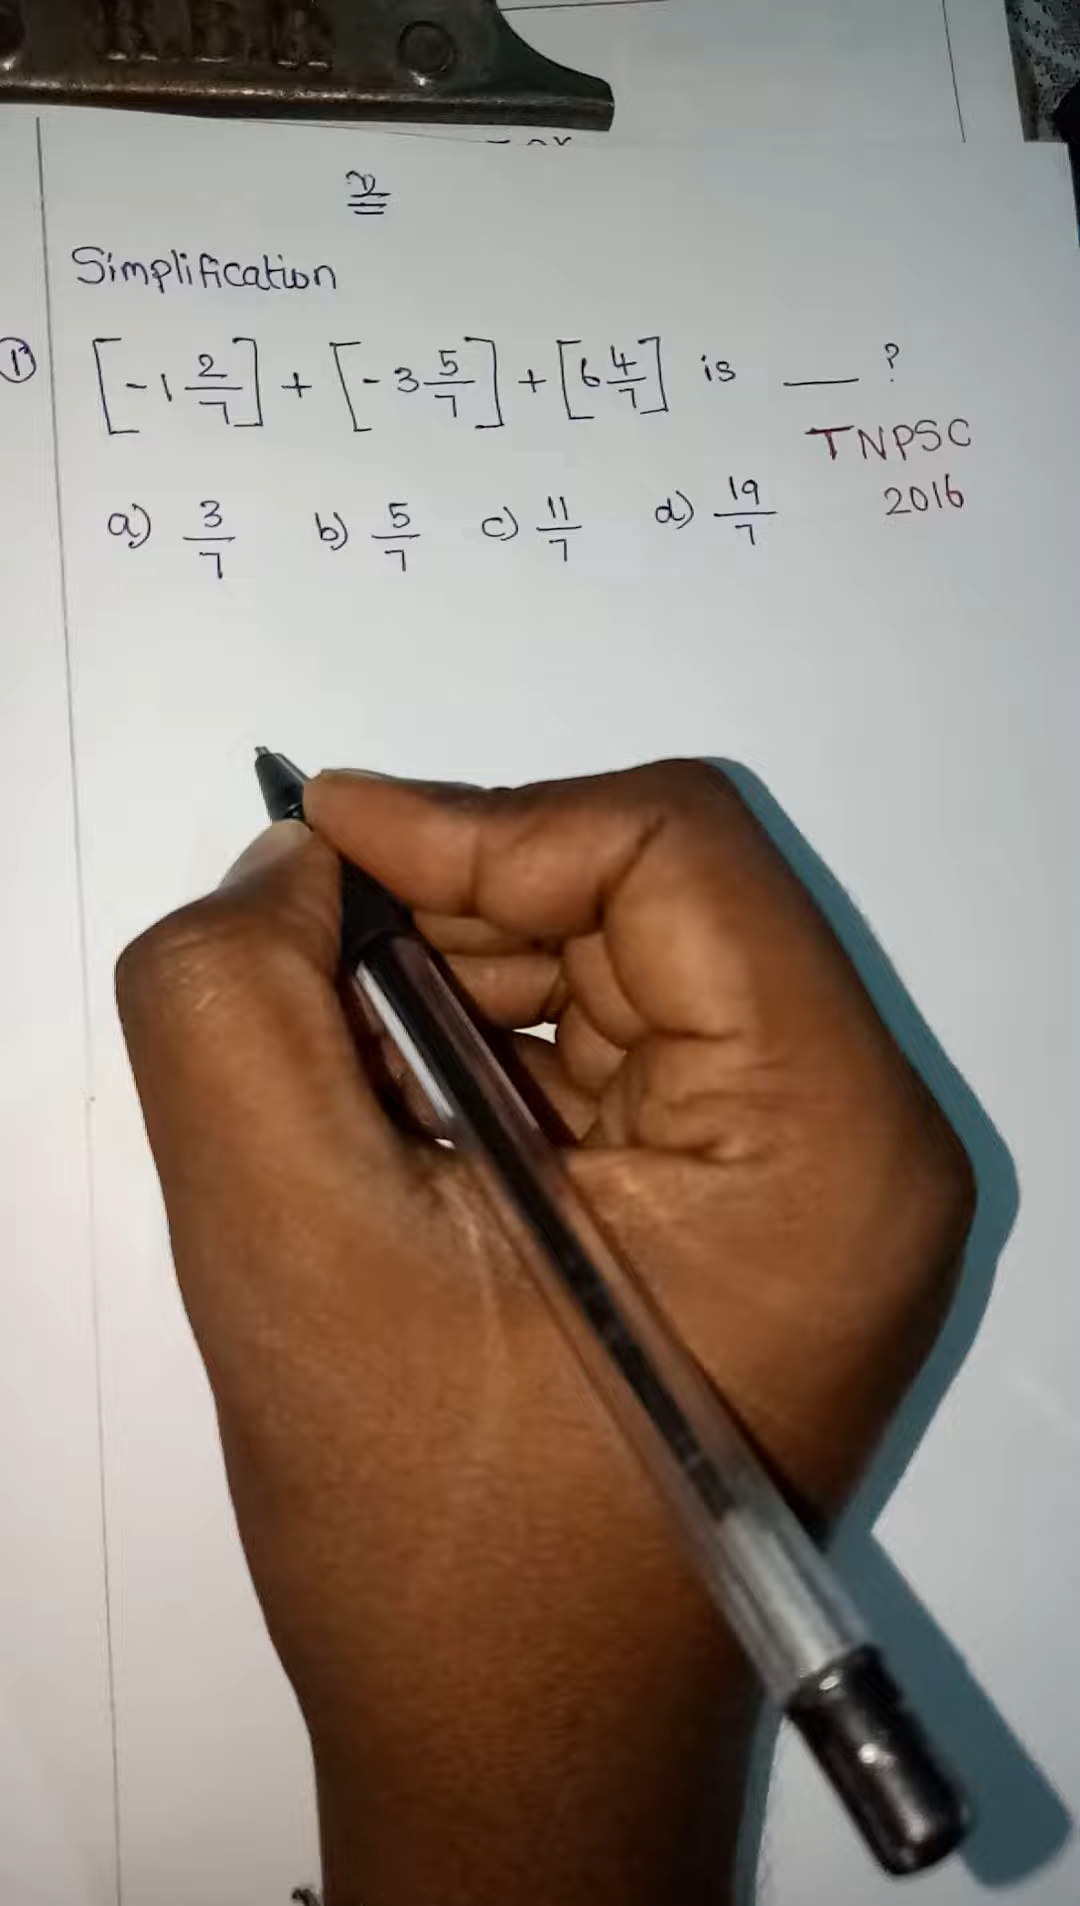 R.B.B
Simplification
① [-1 2/7] + [-3 5/7] + [6 4/7] is ___ ?
TNPSC
2016
a) 3/7 b) 5/7 c) 11/7 d) 19/7